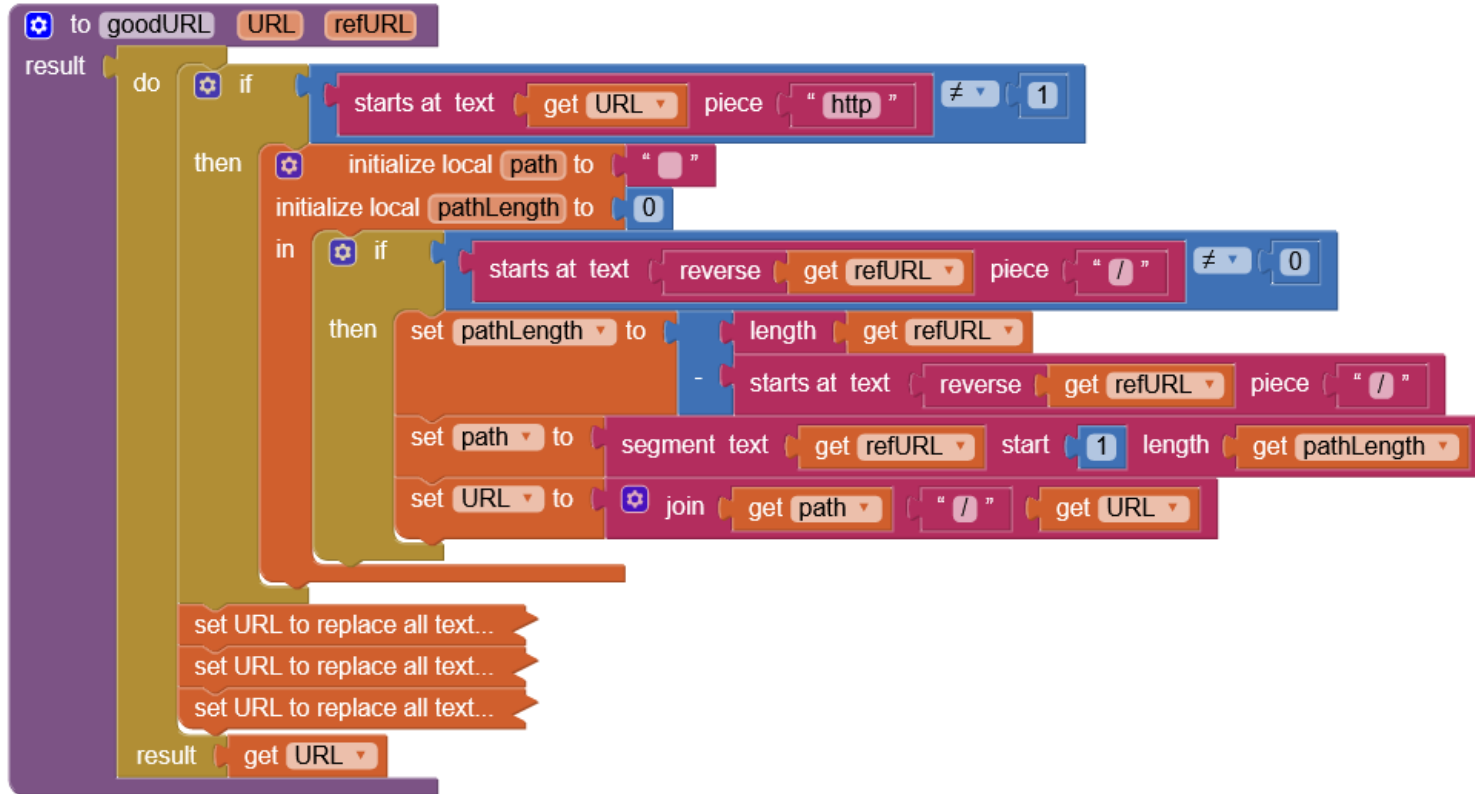 to goodURL URL refURL
result
do if starts at text get URL piece “ http ” ≠ 1
then initialize local path to “ ”
initialize local pathLength to 0
in if starts at text reverse get refURL piece “ / ” ≠ 0
then set pathLength to length get refURL
- starts at text reverse get refURL piece “ / ”
set path to segment text get refURL start 1 length get pathLength
set URL to join get path “ / ” get URL
set URL to replace all text...
set URL to replace all text...
set URL to replace all text...
result get URL